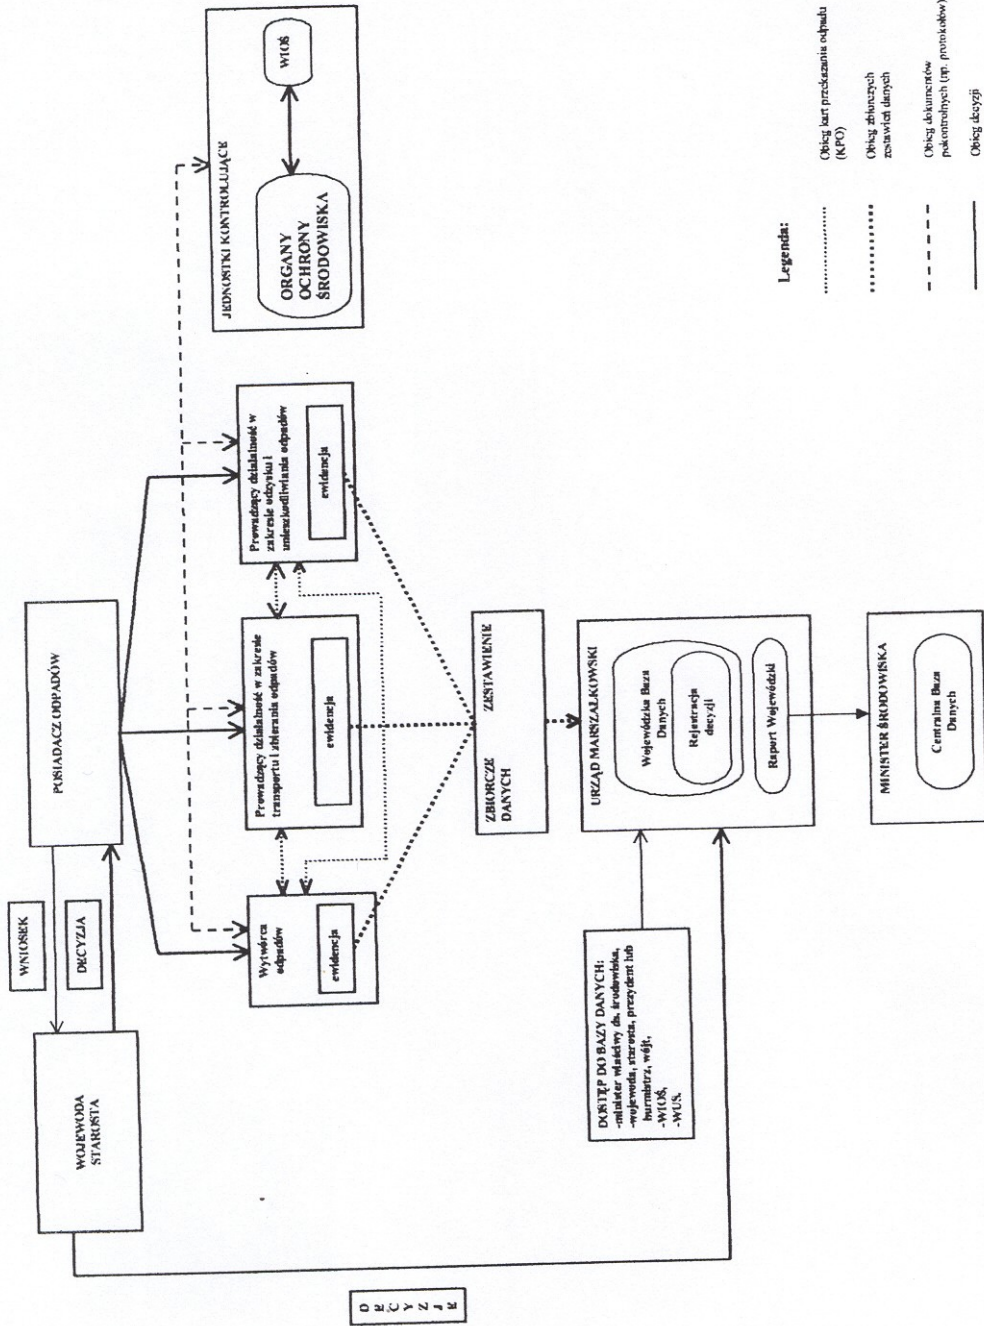 WOJEWODA
STAROSTA
WNIOSEK
DECYZJA
POSIADACZ ODPADÓW
JEDNOSTKI KONTROLUJĄCE
ORGANY
OCHRONY
ŚRODOWISKA
WIOŚ
Wytwórca
odpadów
ewidencja
Prowadzący działalność w zakresie
transportu i zbierania odpadów
ewidencja
Prowadzący działalność w
zakresie odzysku i
unieszkodliwiania odpadów
ewidencja
ZBIORCZE ZESTAWIENIE
DANYCH
DECYZJE
DOSTĘP DO BAZY DANYCH:
-minister właściwy ds. środowiska,
-wojewoda, starosta, prezydent lub
burmistrz, wójt,
-WIOŚ,
-WUS.
URZĄD MARSZAŁKOWSKI
Wojewódzka Baza
Danych
Rejestracja
decyzji
Raport Wojewódzki
MINISTER ŚRODOWISKA
Centralna Baza
Danych
Legenda:
Obieg kart przekazania odpadu
(KPO)
Obieg zbiorczych
zestawień danych
Obieg dokumentów
pokontrolnych (np. protokołów)
Obieg decyzji